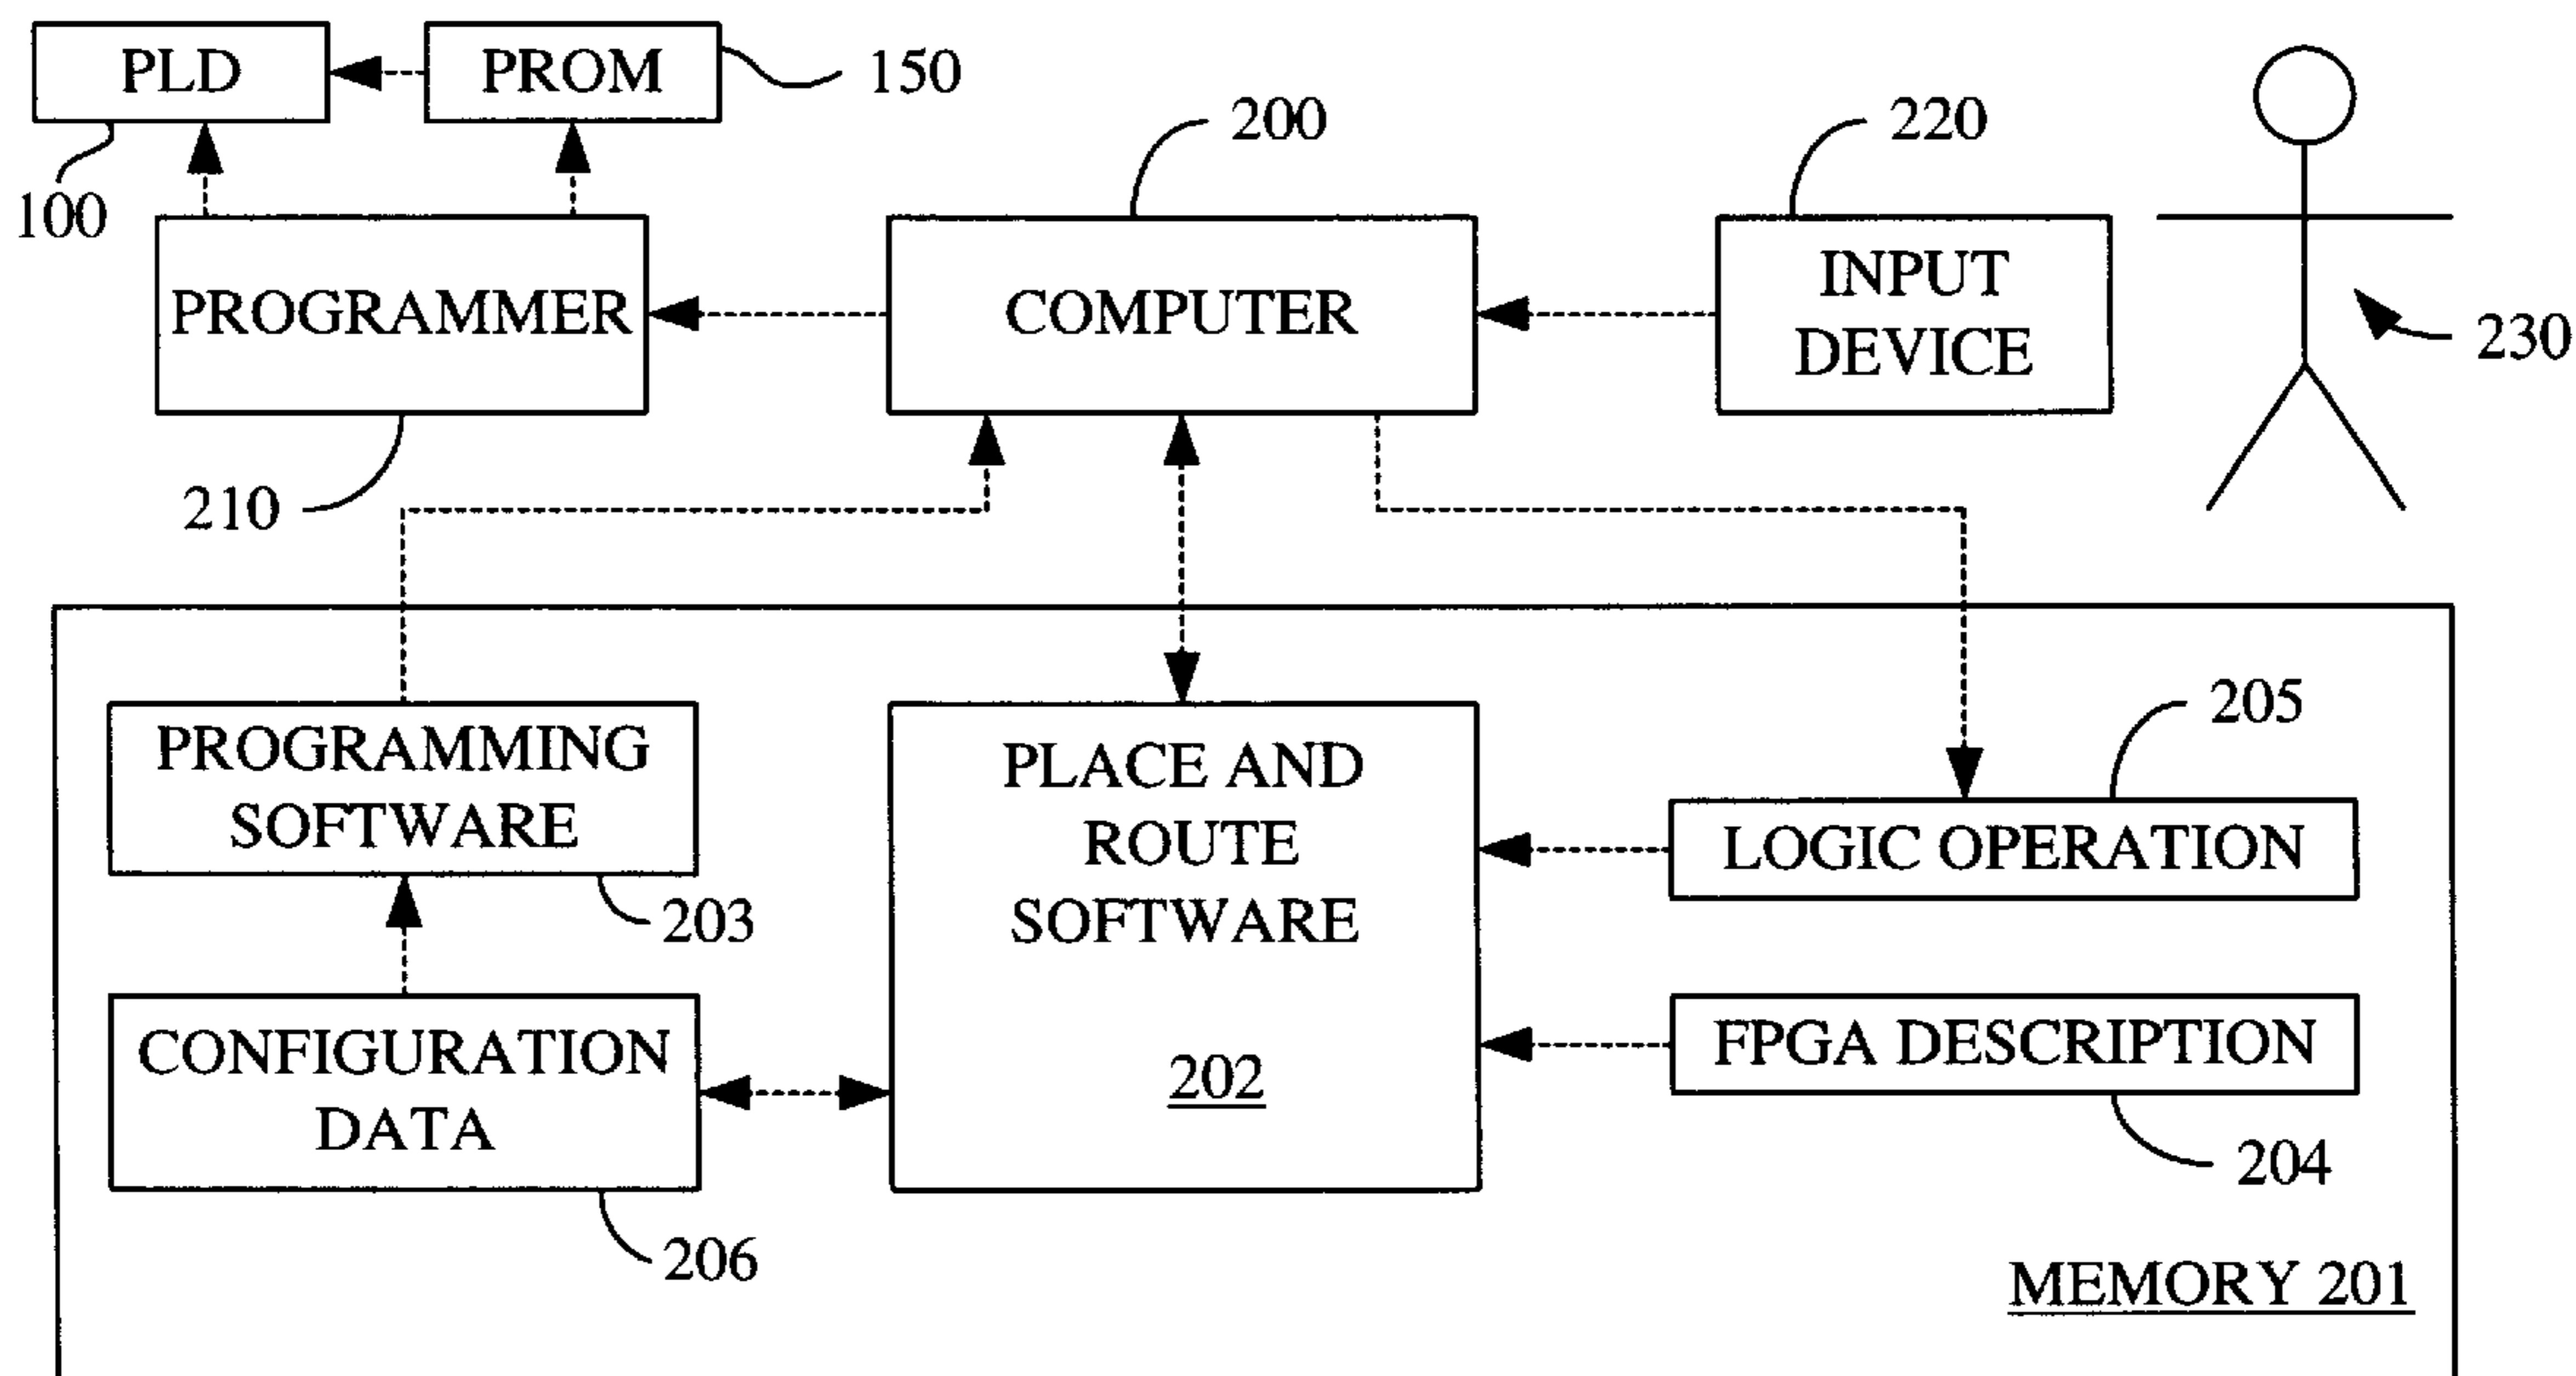 PLD
PROM
150
200
220
100
PROGRAMMER
COMPUTER
INPUT
DEVICE
230
210
PROGRAMMING
SOFTWARE
203
PLACE AND
ROUTE
SOFTWARE
202
205
LOGIC OPERATION
FPGA DESCRIPTION
204
CONFIGURATION
DATA
206
MEMORY 201